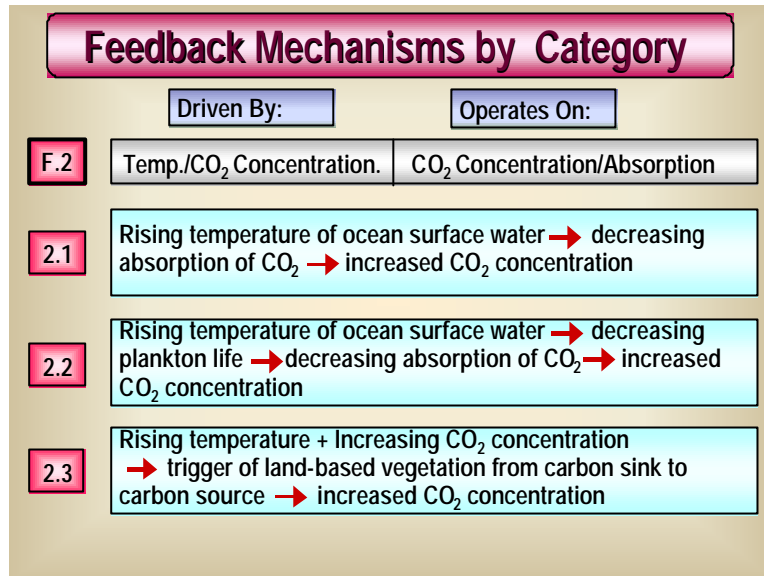 Feedback Mechanisms by Category
Driven By:
Operates On:
F.2
Temp./CO₂ Concentration.
CO₂ Concentration/Absorption
2.1
Rising temperature of ocean surface water → decreasing
absorption of CO₂ → increased CO₂ concentration
2.2
Rising temperature of ocean surface water → decreasing
plankton life → decreasing absorption of CO₂ → increased
CO₂ concentration
2.3
Rising temperature + Increasing CO₂ concentration
→ trigger of land-based vegetation from carbon sink to
carbon source → increased CO₂ concentration